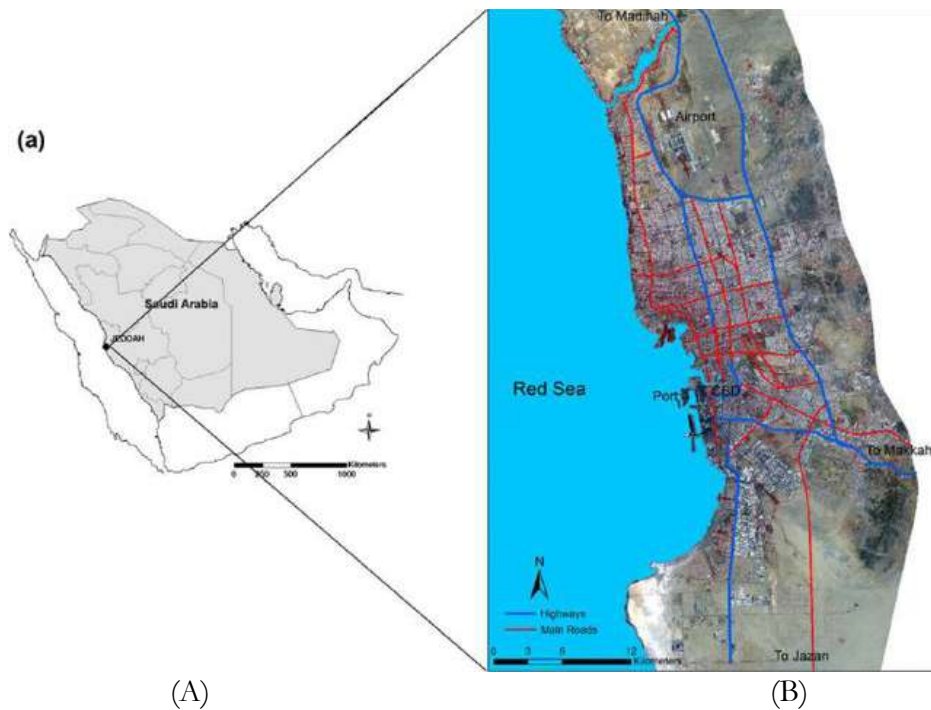 (a)
Saudi Arabia
JEDDAH
N
Kilometers
0 250 500 1000
To Madinah
Airport
Red Sea
Port
CBD
To Makkah
N
Highways
Main Roads
0 3 6 12
Kilometers
To Jazan
(A)
(B)